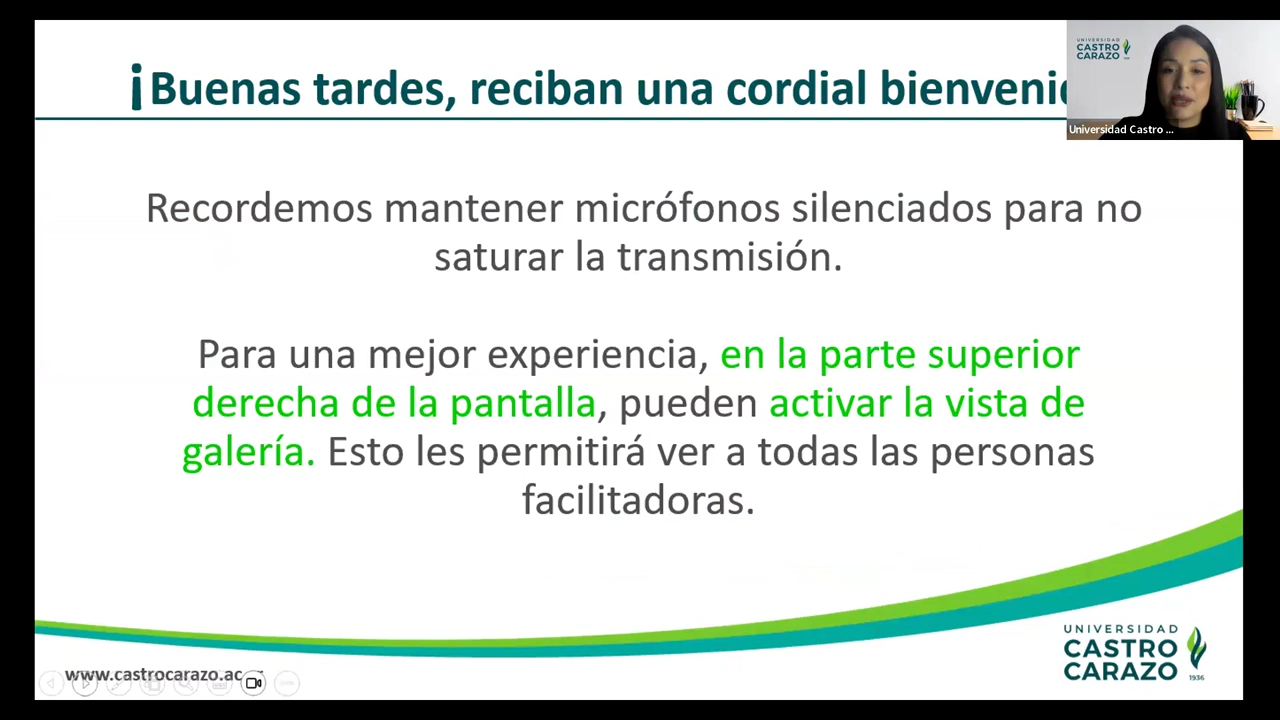 ¡Buenas tardes, reciban una cordial
UNIVERSIDAD
CASTRO
CARAZO
Universidad Castro ...
Recordemos mantener micrófonos silenciados para no
saturar la transmisión.
Para una mejor experiencia, en la parte superior
derecha de la pantalla, pueden activar la vista de
galería. Esto les permitirá ver a todas las personas
facilitadoras.
UNIVERSIDAD
CASTRO
CARAZO
1936
www.castrocarazo.ac